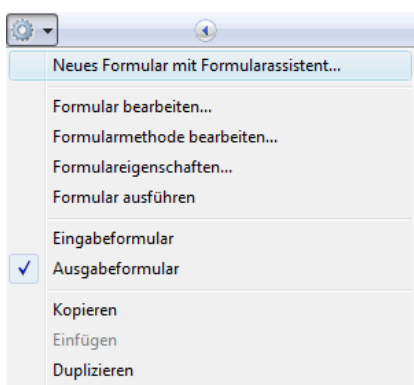 Neues Formular mit Formularassistent...
Formular bearbeiten...
Formularmethode bearbeiten...
Formulareigenschaften...
Formular ausführen
Eingabeformular
Ausgabeformular
Kopieren
Einfügen
Duplizieren